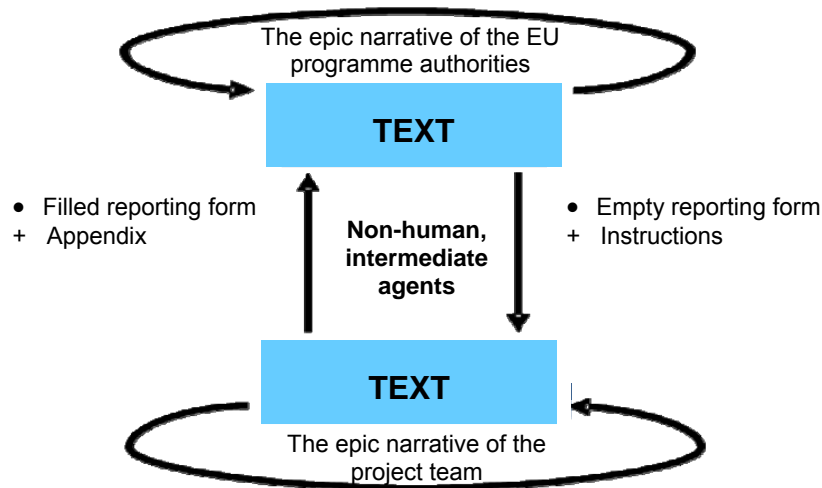 The epic narrative of the EU
programme authorities
TEXT
• Filled reporting form
+ Appendix
Non-human,
intermediate
agents
• Empty reporting form
+ Instructions
TEXT
The epic narrative of the
project team